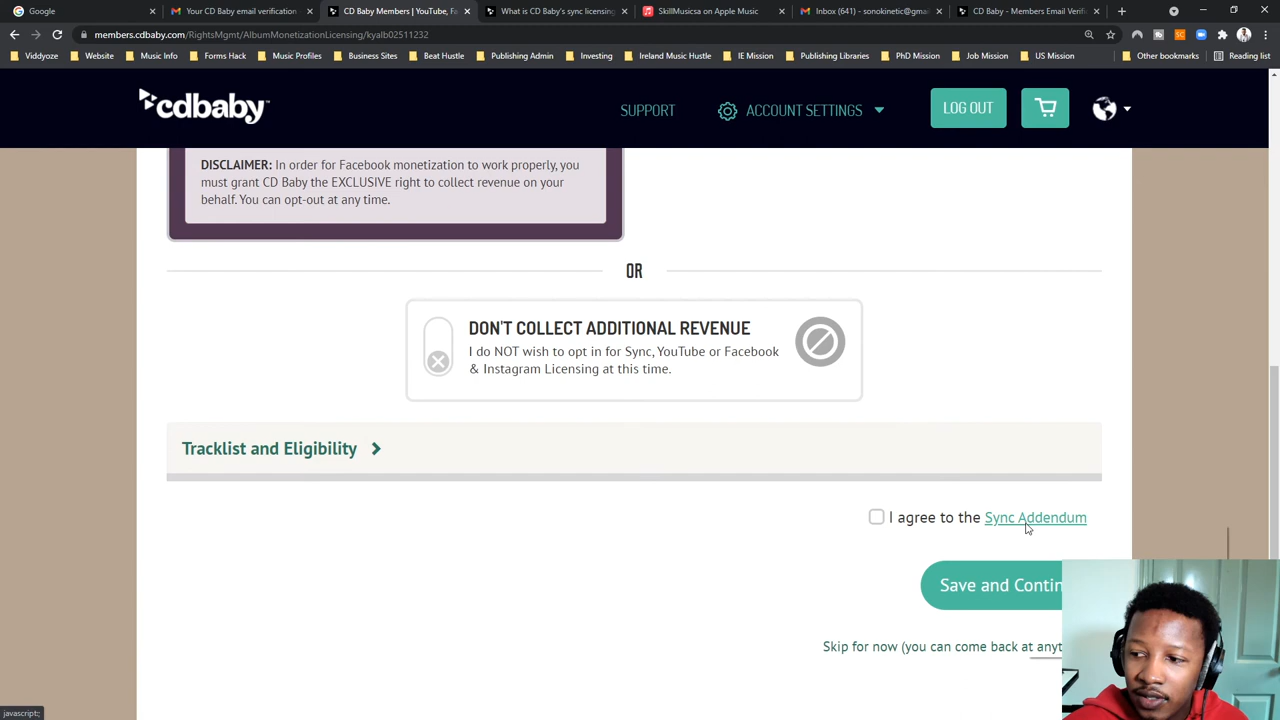 Google
Your CD Baby email verification
CD Baby Members | YouTube, Fa
What is CD Baby's sync licensing
SkillMusicsa on Apple Music
Inbox (641) – sonokinetic@gmai
CD Baby - Members Email Verific
members.cdbaby.com/RightsMgmt/AlbumMonetizationLicensing/kyalb02511232
Viddyoze
Website
Music Info
Forms Hack
Music Profiles
Business Sites
Beat Hustle
Publishing Admin
Investing
Ireland Music Hustle
IE Mission
Publishing Libraries
PhD Mission
Job Mission
US Mission
Other bookmarks
Reading list
cdbaby
SUPPORT
ACCOUNT SETTINGS
LOG OUT
DISCLAIMER: In order for Facebook monetization to work properly, you
must grant CD Baby the EXCLUSIVE right to collect revenue on your
behalf. You can opt-out at any time.
OR
DON'T COLLECT ADDITIONAL REVENUE
I do NOT wish to opt in for Sync, YouTube or Facebook
& Instagram Licensing at this time.
Tracklist and Eligibility
I agree to the Sync Addendum
Save and Contin
Skip for now (you can come back at anyt
javascript:;